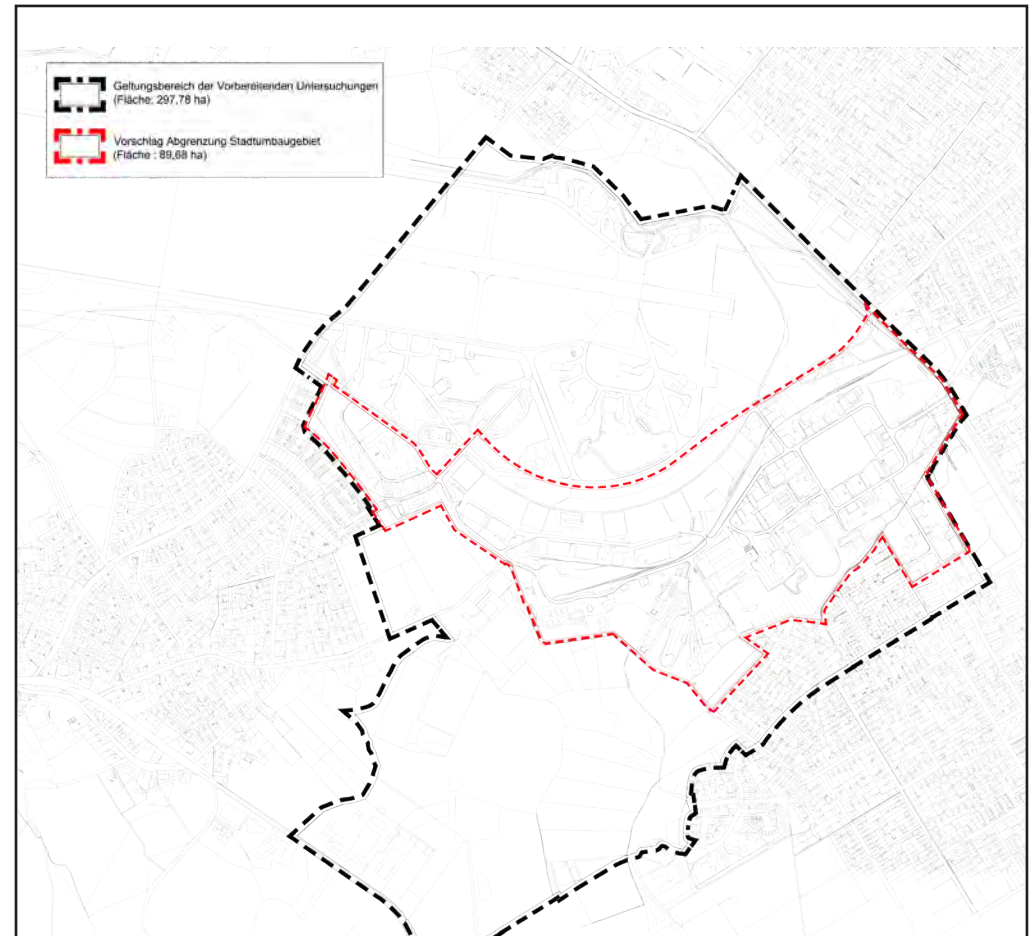 Geltungsbereich der Vorbereitenden Untersuchungen
(Fläche: 297,78 ha)
Vorschlag Abgrenzung Stadtumbaugebiet
(Fläche : 89,68 ha)